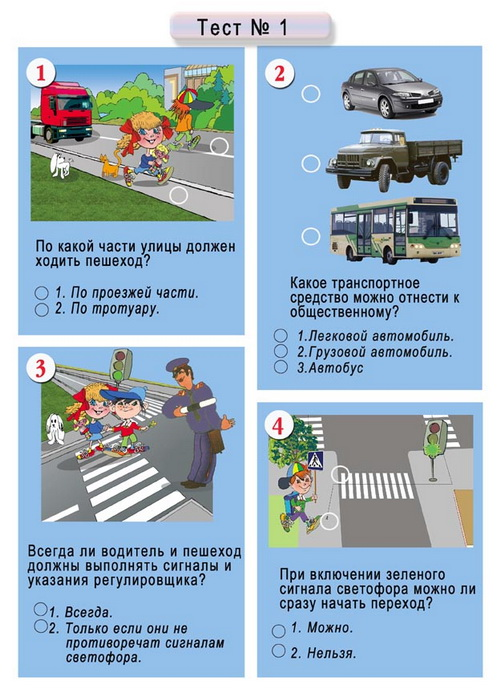 Тест № 1
1
По какой части улицы должен
ходить пешеход?
1. По проезжей части.
2. По тротуару.
2
Какое транспортное
средство можно отнести к
общественному?
1.Легковой автомобиль.
2.Грузовой автомобиль.
3.Автобус
3
Всегда ли водитель и пешеход
должны выполнять сигналы и
указания регулировщика?
1. Всегда.
2. Только если они не
противоречат сигналам
светофора.
4
При включении зеленого
сигнала светофора можно ли
сразу начать переход?
1. Можно.
2. Нельзя.